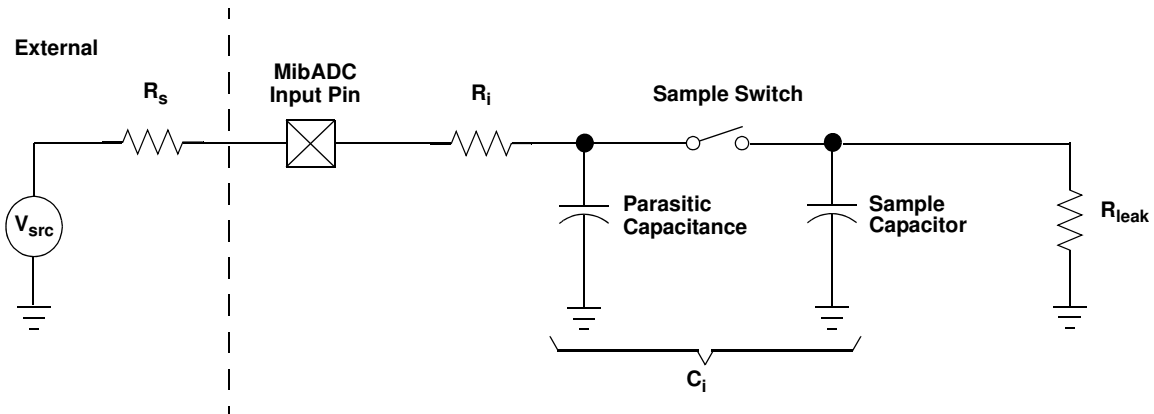 External
MibADC
Input Pin
Rs
Ri
Sample Switch
Vsrc
Parasitic
Capacitance
Sample
Capacitor
Rleak
Ci